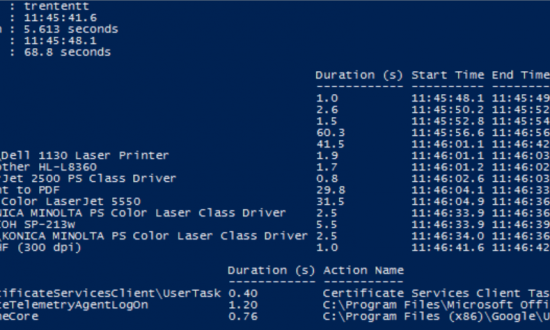 : trententt
: 11:45:41.6
: 5.613 seconds
: 11:45:48.1
: 68.8 seconds
Duration (s) Start Time End Time
------------ ---------- --------
1.0 11:45:48.1 11:45:49
2.6 11:45:50.2 11:45:52
1.5 11:45:52.8 11:45:54
60.3 11:45:56.6 11:46:56
41.5 11:46:01.1 11:46:42
Dell 1130 Laser Printer 1.9 11:46:01.1 11:46:03
other HL-L8360 1.7 11:46:01.2 11:46:02
Jet 2500 PS Class Driver 0.8 11:46:02.6 11:46:03
t to PDF 29.8 11:46:04.1 11:46:33
Color LaserJet 5550 31.5 11:46:04.9 11:46:36
NICA MINOLTA PS Color Laser Class Driver 2.5 11:46:33.9 11:46:36
OH SP-213w 5.5 11:46:33.9 11:46:39
KONICA MINOLTA PS Color Laser Class Driver 2.5 11:46:34.0 11:46:36
HF (300 dpi) 1.0 11:46:41.6 11:46:42
Duration (s) Action Name
------------ -----------
tificateServicesClient\UserTask 0.40 Certificate Services Client Tas
eTelemetryAgentLogOn 1.20 C:\Program Files\Microsoft Offi
eCore 0.76 C:\Program Files (x86)\Google\U